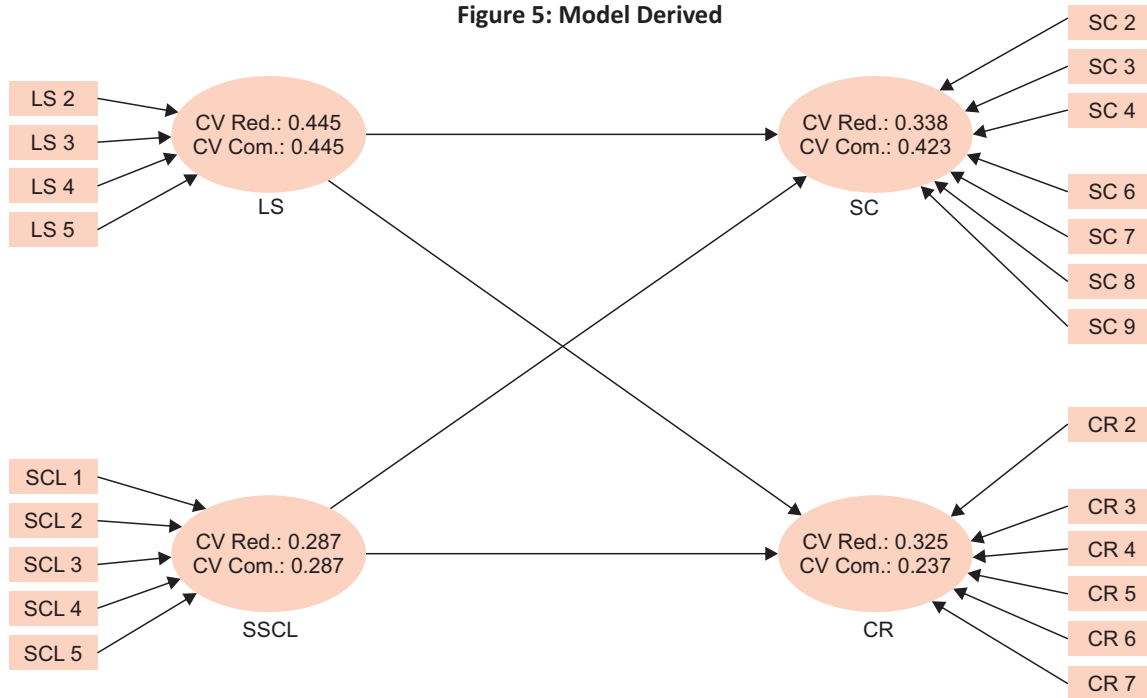 Figure 5: Model Derived
LS 2
LS 3
LS 4
LS 5
CV Red.: 0.445
CV Com.: 0.445
LS
CV Red.: 0.338
CV Com.: 0.423
SC
SC 2
SC 3
SC 4
SC 6
SC 7
SC 8
SC 9
SCL 1
SCL 2
SCL 3
SCL 4
SCL 5
CV Red.: 0.287
CV Com.: 0.287
SSCL
CV Red.: 0.325
CV Com.: 0.237
CR
CR 2
CR 3
CR 4
CR 5
CR 6
CR 7